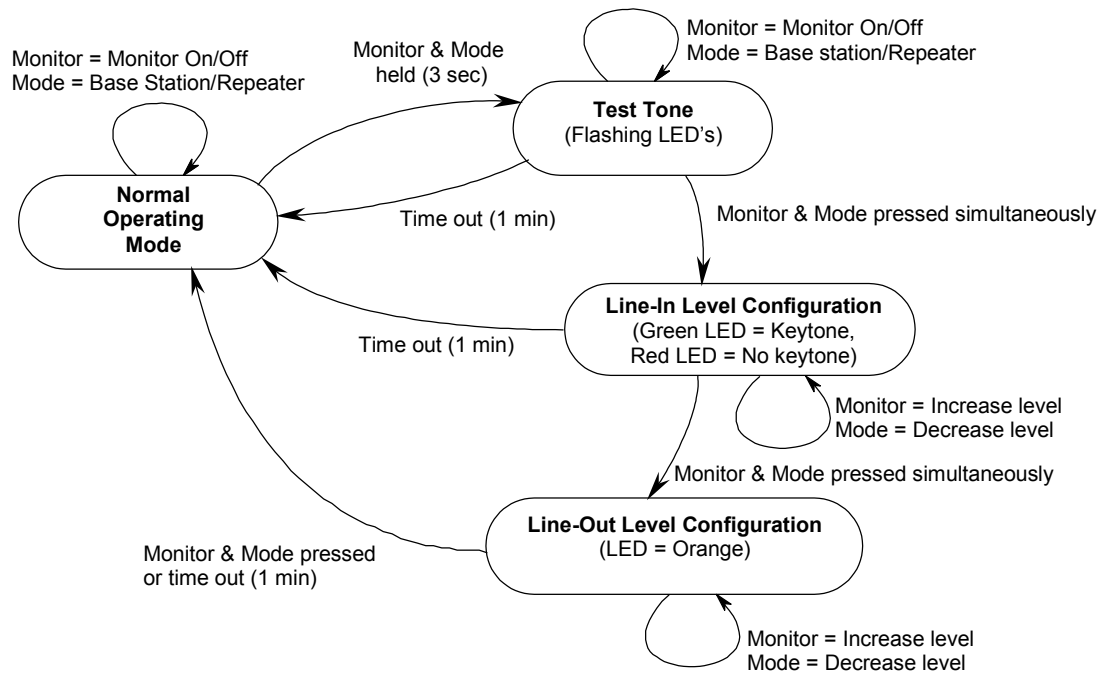 Monitor = Monitor On/Off
Mode = Base Station/Repeater
Monitor & Mode
held (3 sec)
Monitor = Monitor On/Off
Mode = Base station/Repeater
Test Tone
(Flashing LED's)
Normal
Operating
Mode
Time out (1 min)
Monitor & Mode pressed simultaneously
Line-In Level Configuration
(Green LED = Keytone,
Red LED = No keytone)
Time out (1 min)
Monitor = Increase level
Mode = Decrease level
Monitor & Mode pressed simultaneously
Line-Out Level Configuration
(LED = Orange)
Monitor & Mode pressed
or time out (1 min)
Monitor = Increase level
Mode = Decrease level